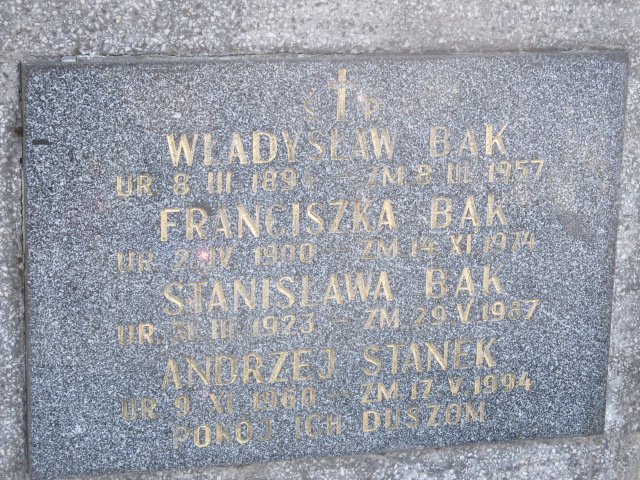 Ś P
WŁADYSŁAW BĄK
UR. 8 III 1894 – ZM. 8 III 1957
FRANCISZKA BĄK
UR. 2 IV 1900 – ZM. 14 XI 1974
STANISŁAWA BĄK
UR. 31 III 1923 – ZM. 29 V 1987
ANDRZEJ STANEK
UR. 9 XI 1960 – ZM. 17 V 1994
POKÓJ ICH DUSZOM